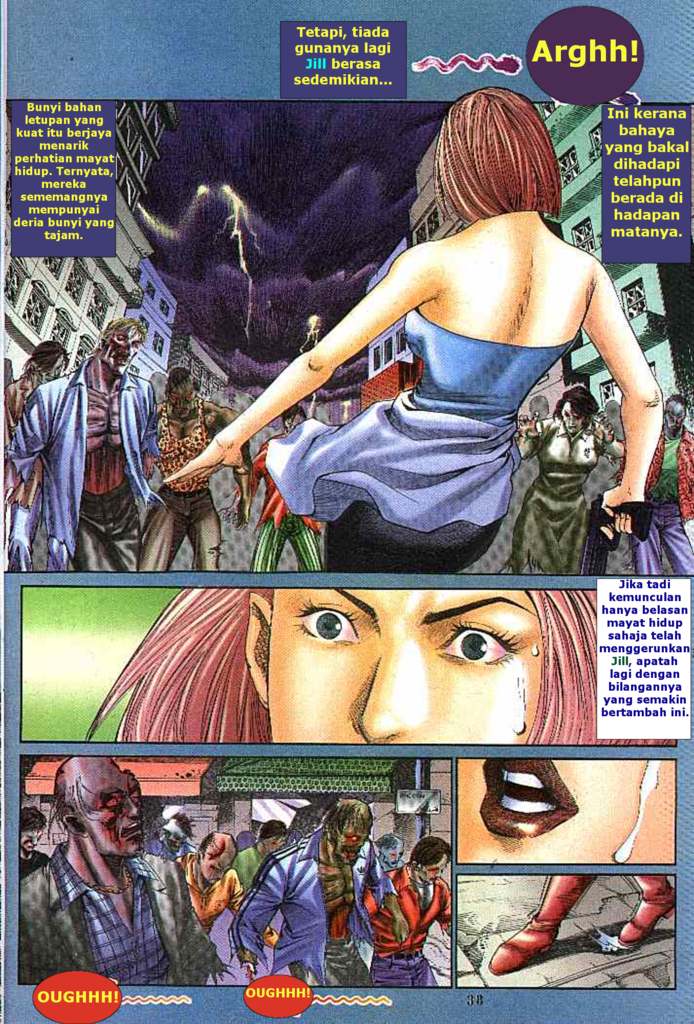 Tetapi, tiada
gunanya lagi
Jill berasa
sedemikian...
Arghh!
Bunyi bahan
letupan yang
kuat itu berjaya
menarik
perhatian mayat
hidup. Ternyata,
mereka
sememangnya
mempunyai
deria bunyi yang
tajam.
Ini kerana
bahaya
yang bakal
dihadapi
telahpun
berada di
hadapan
matanya.
Jika tadi
kemunculan
hanya belasan
mayat hidup
sahaja telah
menggerunkan
Jill, apatah
lagi dengan
bilangannya
yang semakin
bertambah ini.
OUGHHH!
OUGHHH!
38